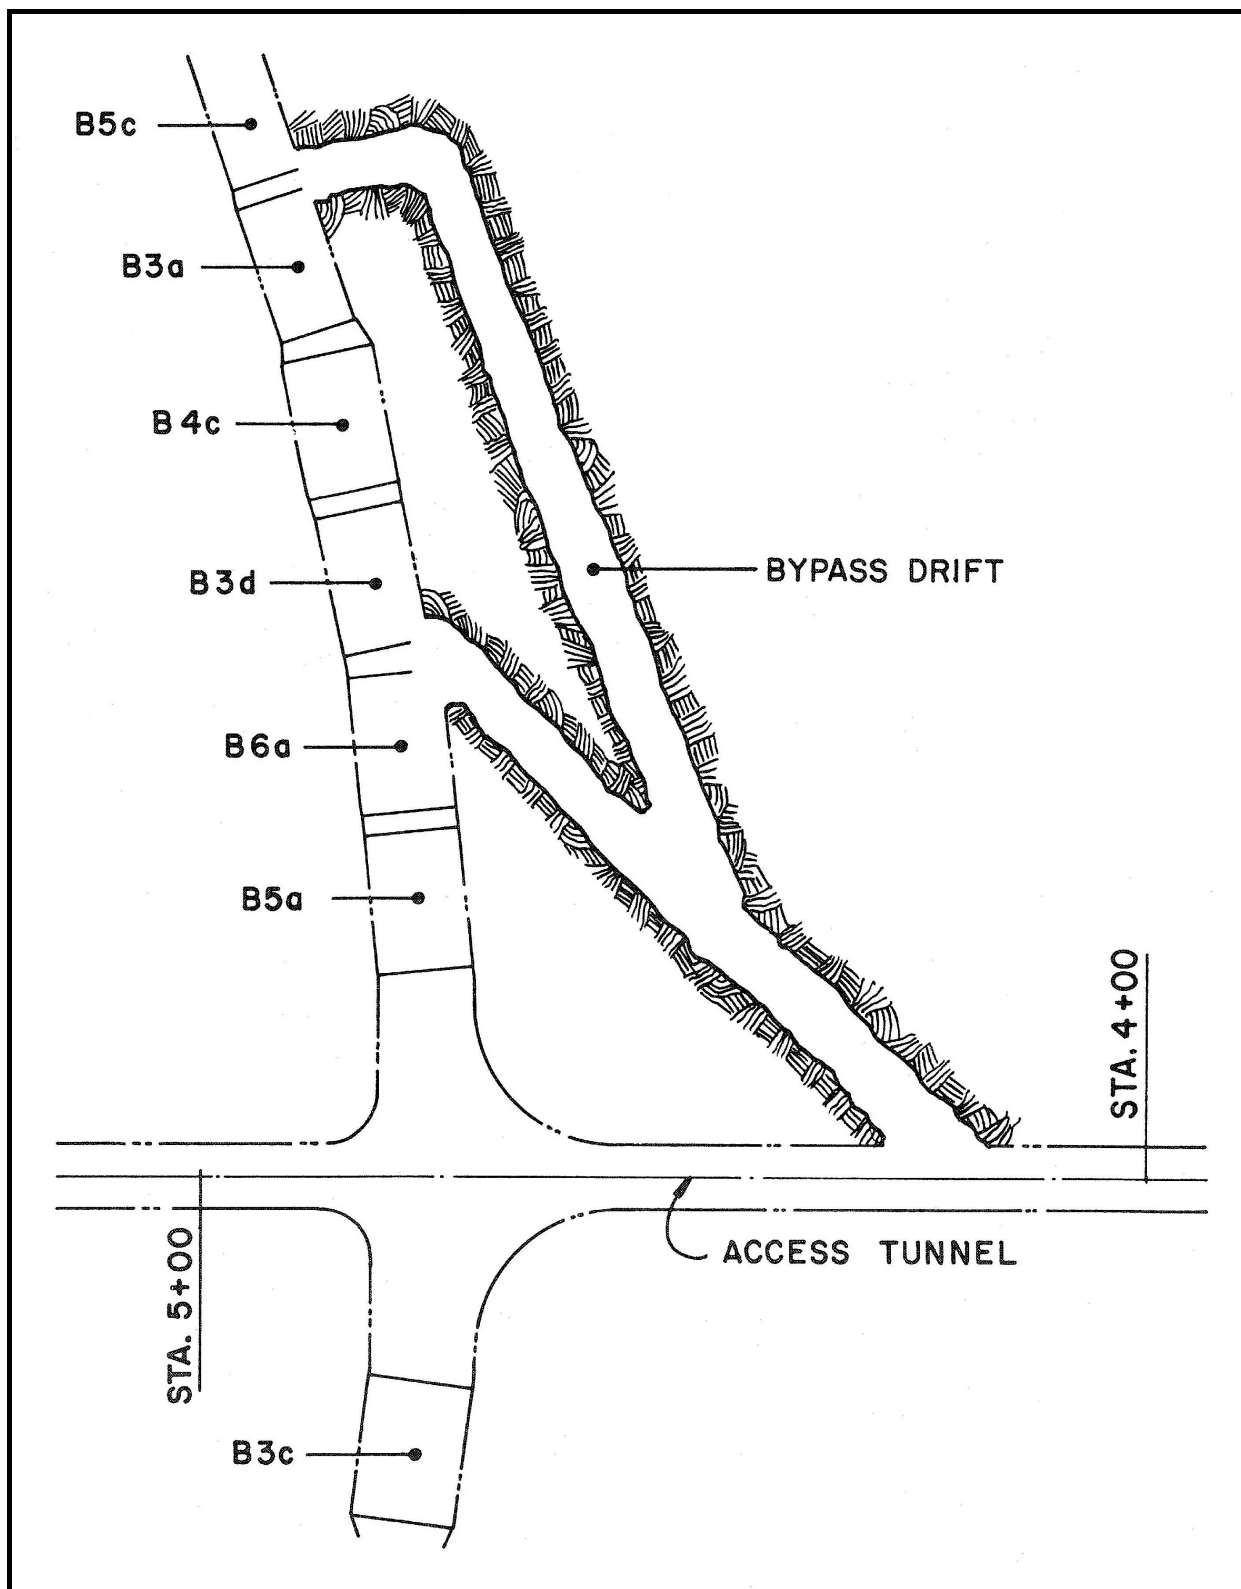 B5c
B3a
B4c
B3d
BYPASS DRIFT
B6a
B5a
STA. 4+00
STA. 5+00
ACCESS TUNNEL
B3c